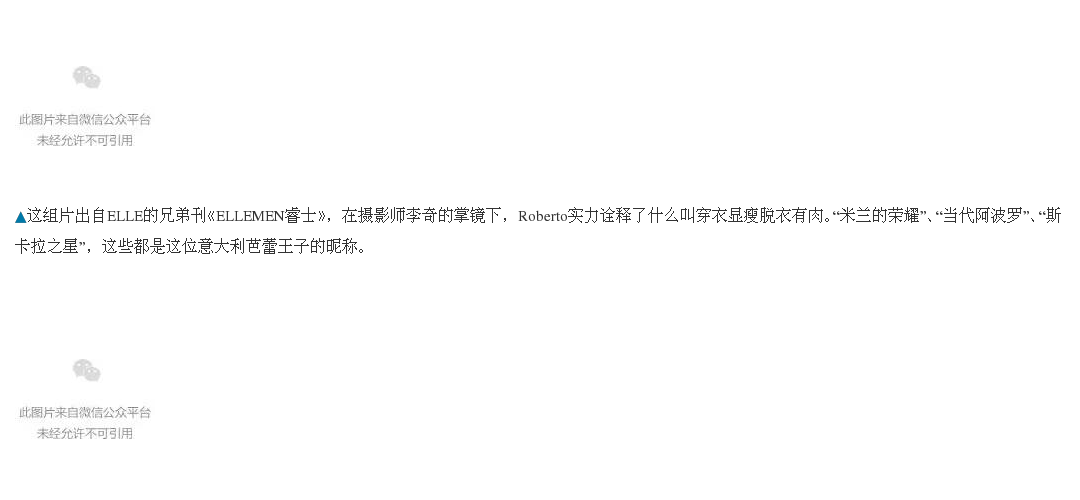 此图片来自微信公众平台
未经允许不可引用
▲这组片出自ELLE的兄弟刊《ELLEMEN睿士》，在摄影师李奇的掌镜下，Roberto实力诠释了什么叫穿衣显瘦脱衣有肉。“米兰的荣耀”、“当代阿波罗”、“斯
卡拉之星”，这些都是这位意大利芭蕾王子的昵称。
此图片来自微信公众平台
未经允许不可引用